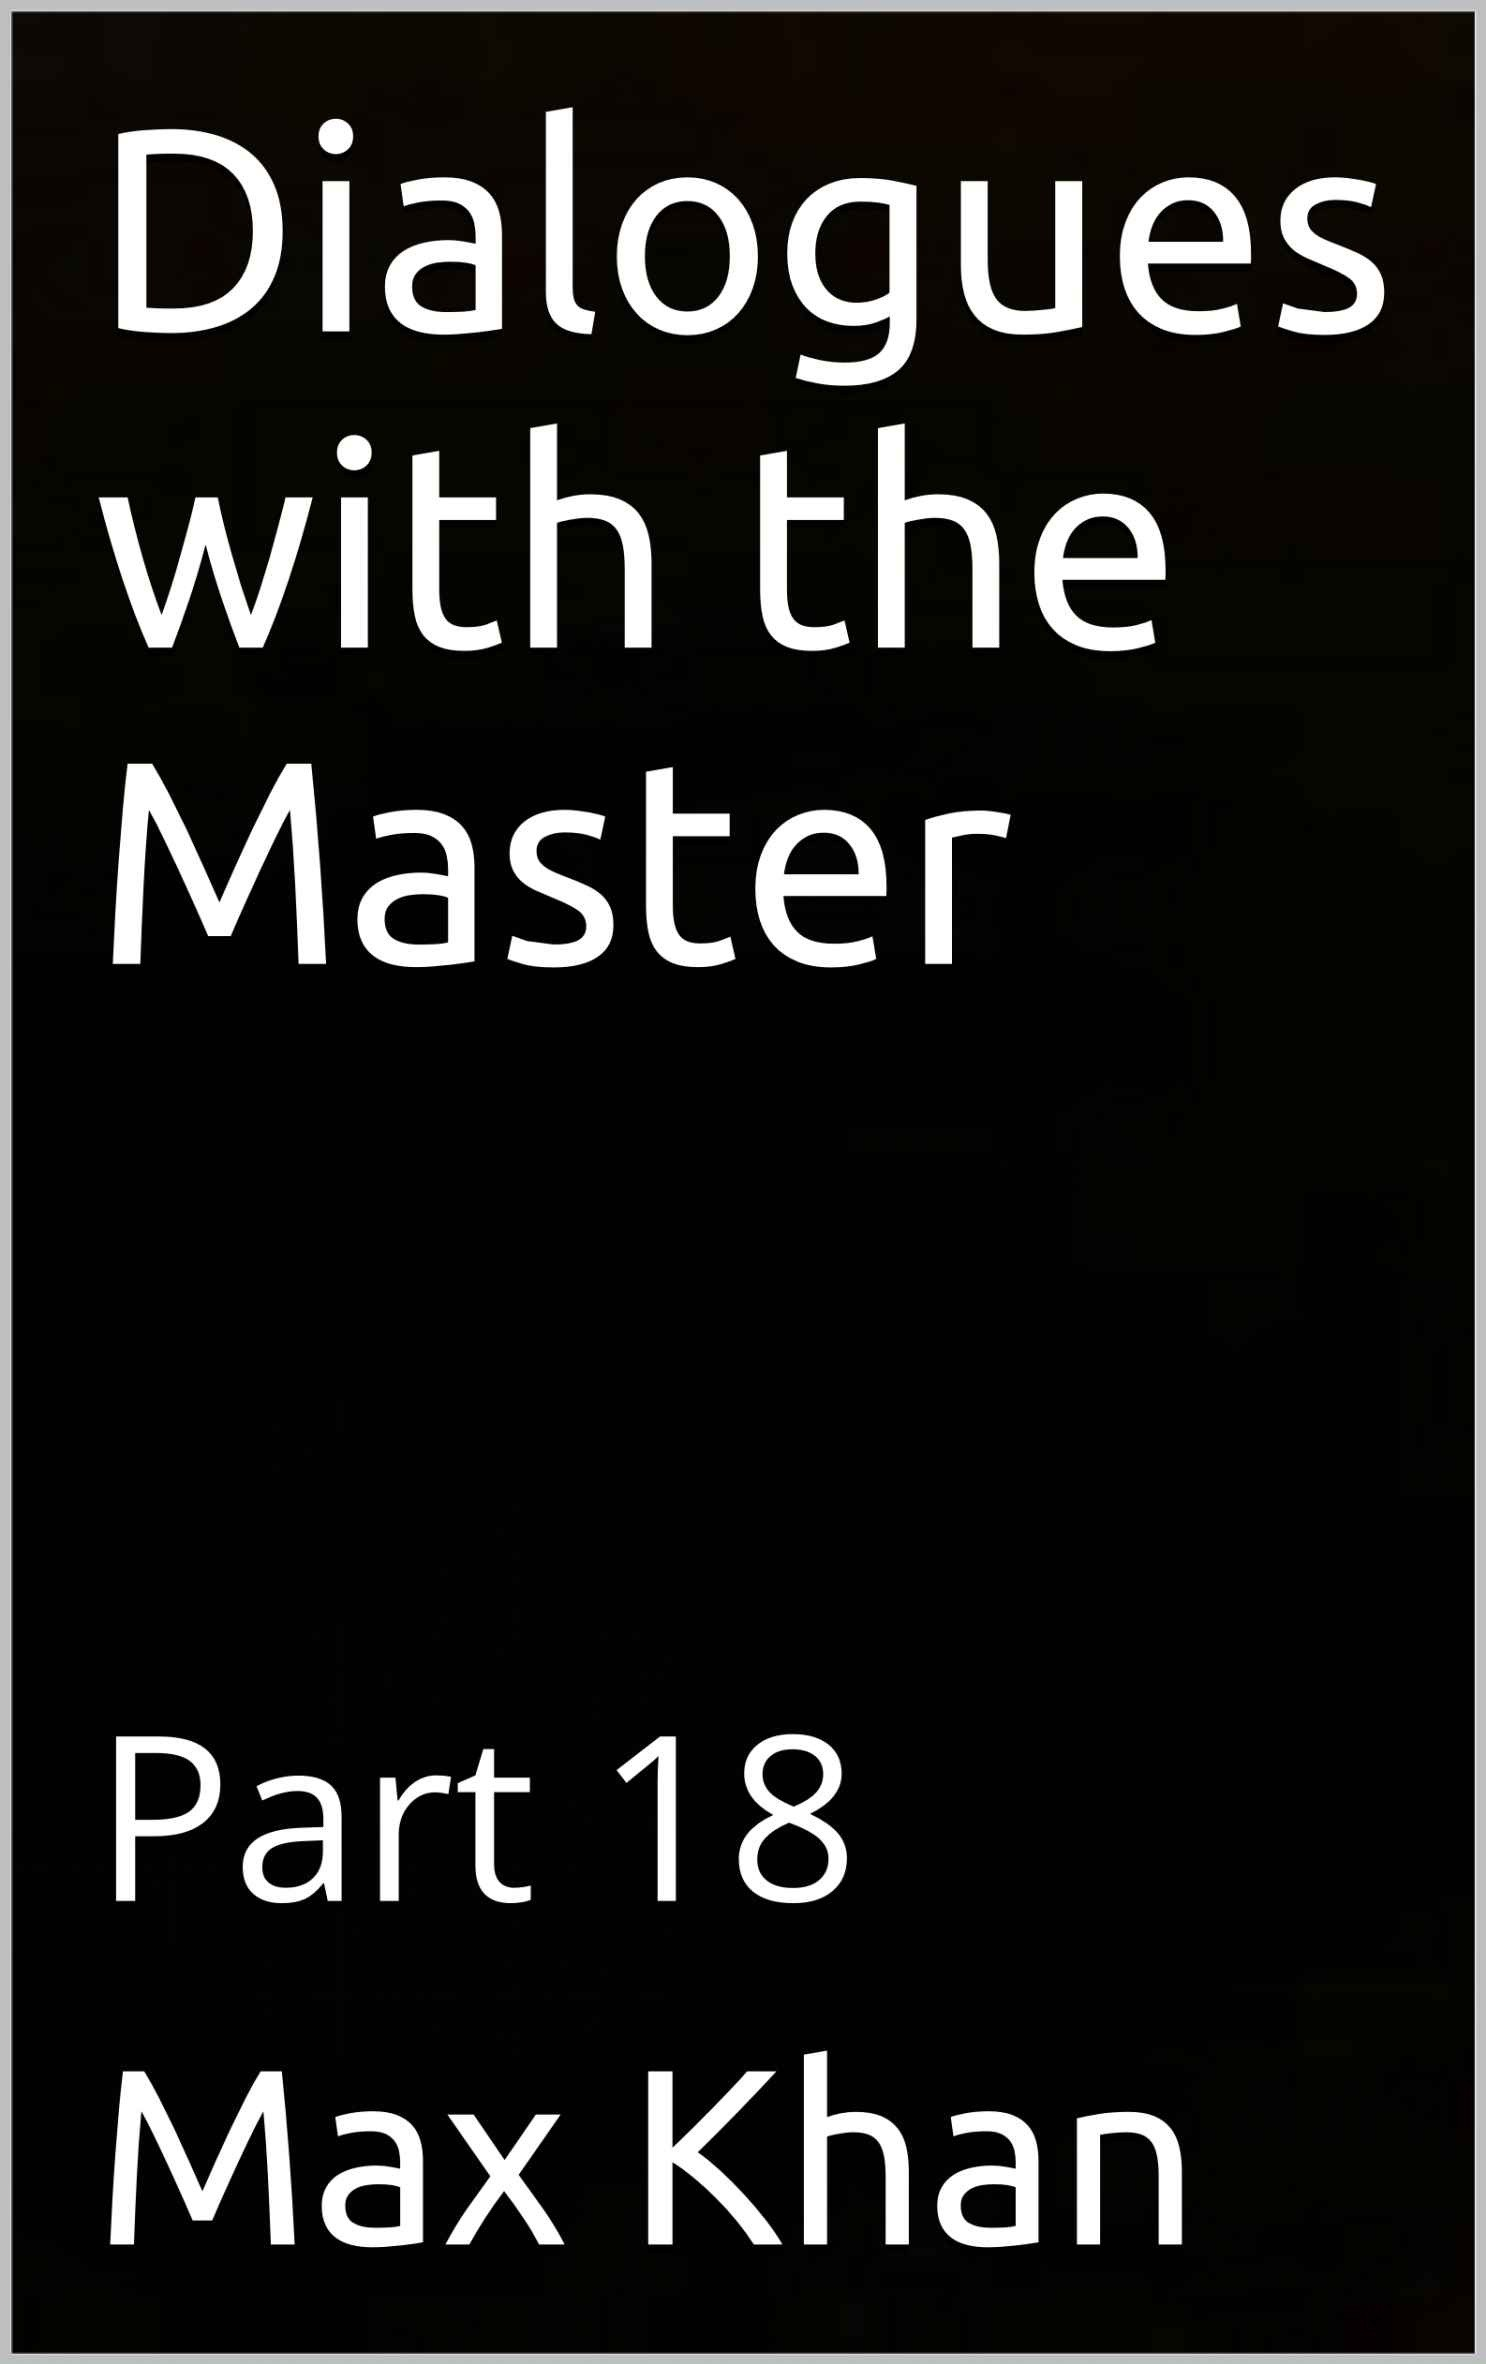 Dialogues
with the
Master
Part 18
Max Khan